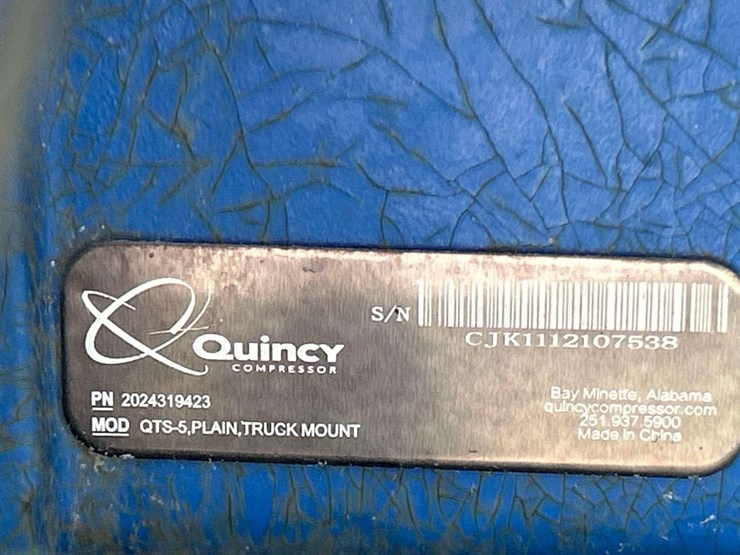 Quincy
COMPRESSOR
S/N
CJK1112107538
PN 2024319423
MOD QTS-5,PLAIN,TRUCK MOUNT
Bay Minette, Alabama
quincycompressor.com
251.937.5900
Made in China